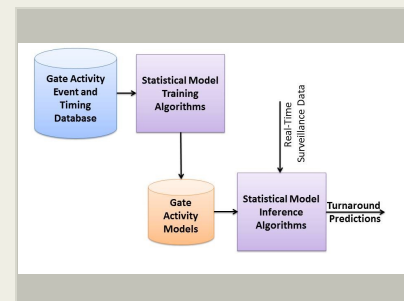 Gate Activity
Event and
Timing
Database
Statistical Model
Training
Algorithms
Real-Time
Surveillance Data
Gate
Activity
Models
Statistical Model
Inference
Algorithms
Turnaround
Predictions